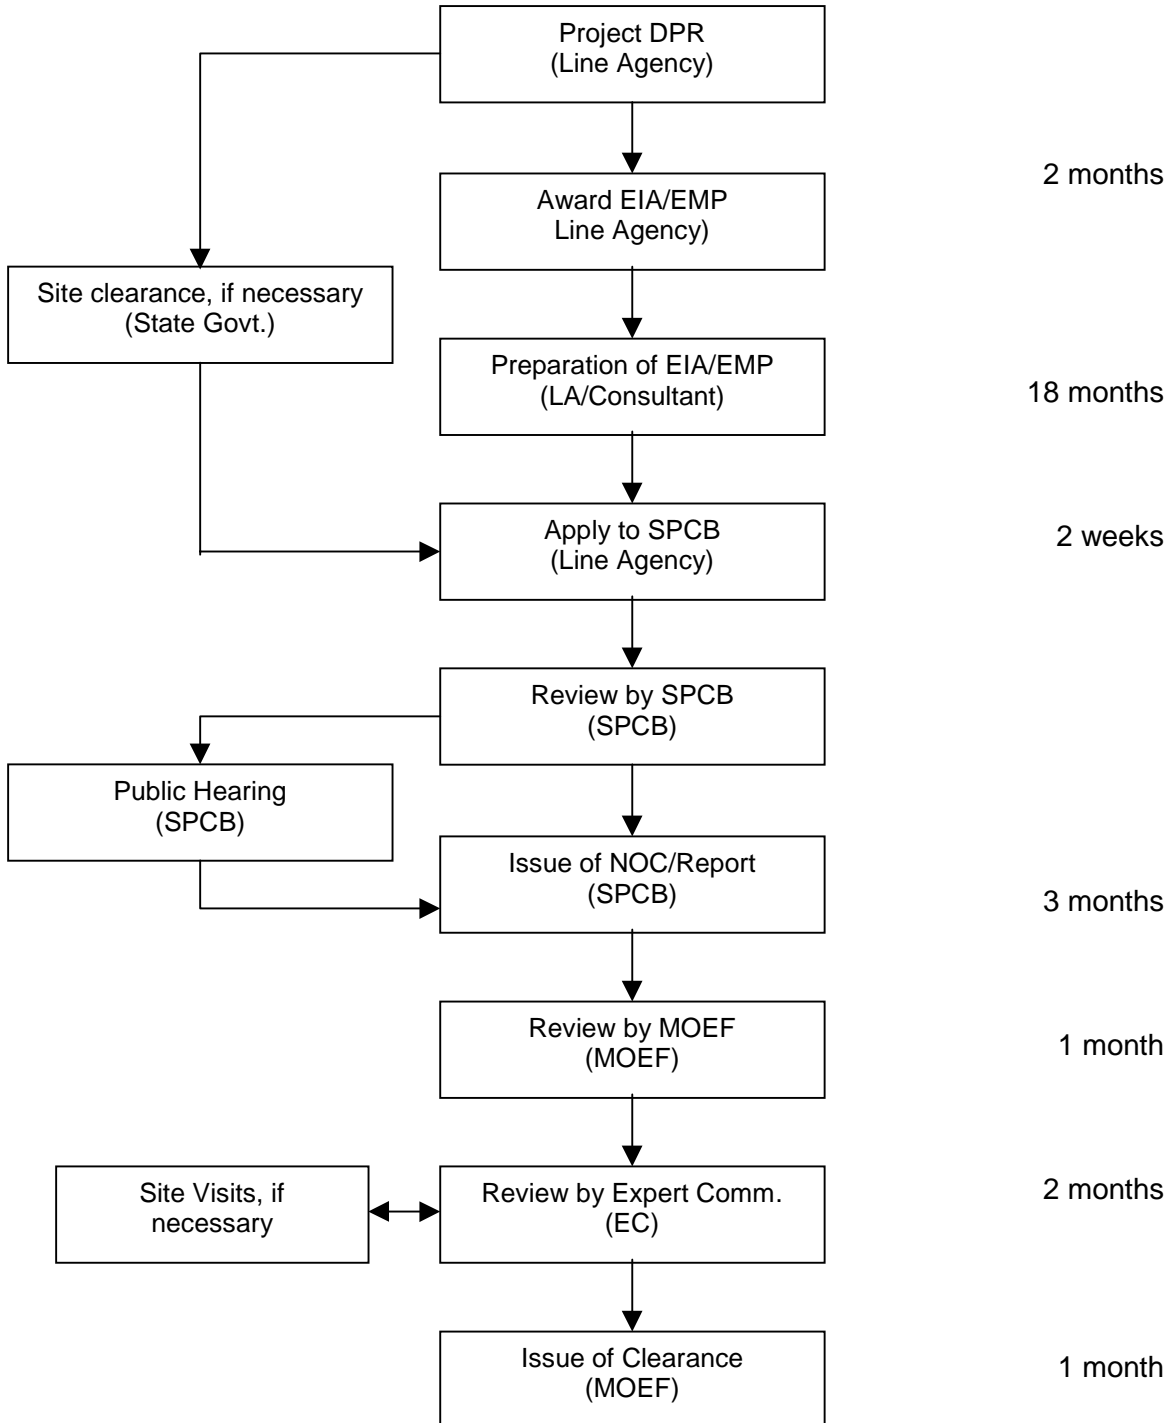 Project DPR
(Line Agency)
2 months
Award EIA/EMP
Line Agency)
Site clearance, if necessary
(State Govt.)
Preparation of EIA/EMP
(LA/Consultant)
18 months
Apply to SPCB
(Line Agency)
2 weeks
Review by SPCB
(SPCB)
Public Hearing
(SPCB)
Issue of NOC/Report
(SPCB)
3 months
Review by MOEF
(MOEF)
1 month
Site Visits, if
necessary
Review by Expert Comm.
(EC)
2 months
Issue of Clearance
(MOEF)
1 month